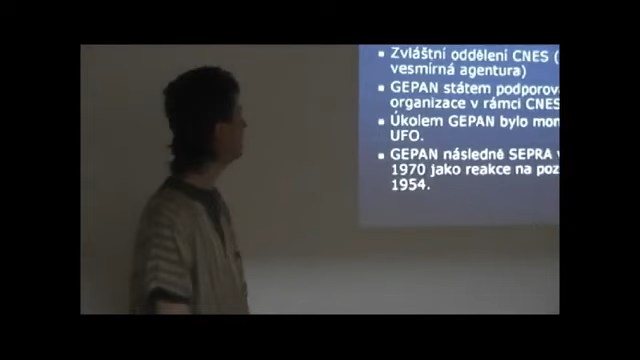 Zvláštní oddělení CNES (
vesmírná agentura)
GEPAN státem podporov
organizace v rámci CNES
Úkolem GEPAN bylo mon
UFO.
GEPAN následně SEPRA v
1970 jako reakce na poz
1954.